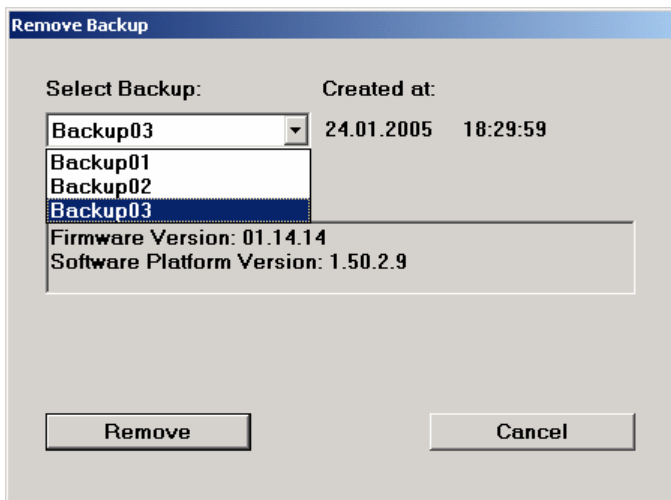 Remove Backup
Select Backup: Created at:
Backup03 24.01.2005 18:29:59
Backup01
Backup02
Backup03
Firmware Version: 01.14.14
Software Platform Version: 1.50.2.9
Remove Cancel